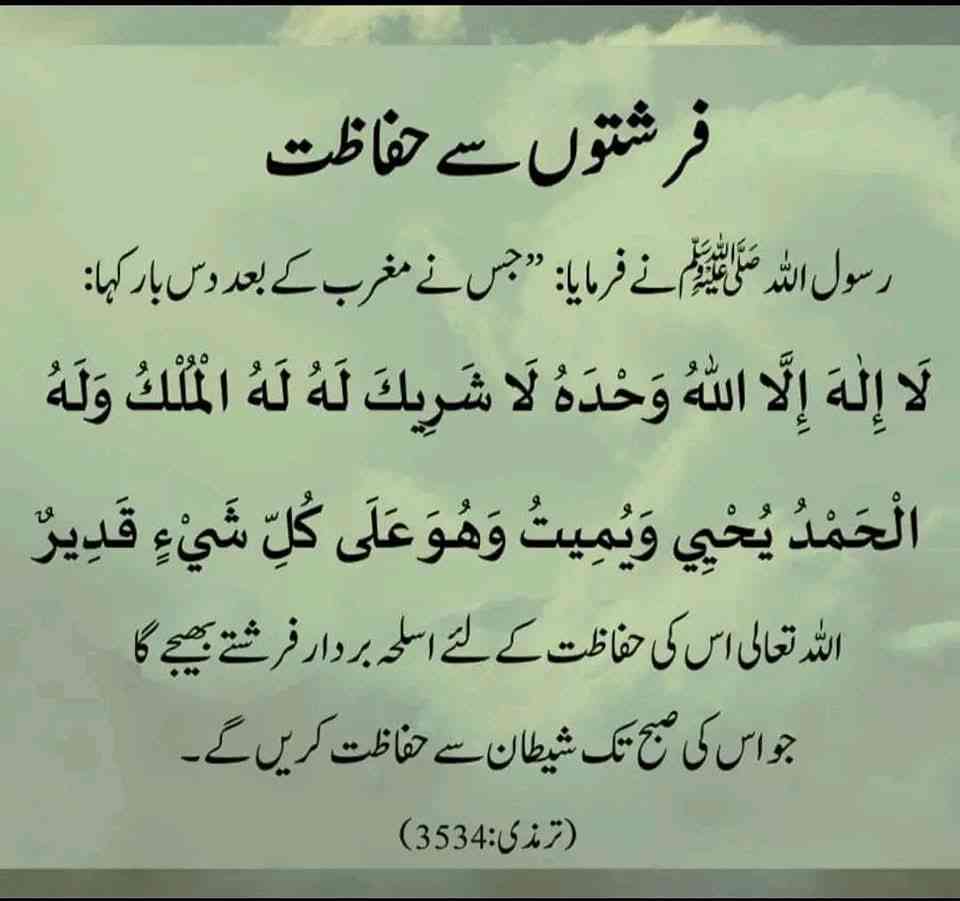 فرشتوں سے حفاظت
رسول اللہ ﷺ نے فرمایا: ”جس نے مغرب کے بعد دس بار کہا:
لَا إِلٰهَ إِلَّا اللهُ وَحْدَهُ لَا شَرِيكَ لَهُ لَهُ الْمُلْكُ وَلَهُ
الْحَمْدُ يُحْيِي وَيُمِيتُ وَهُوَ عَلَى كُلِّ شَيْءٍ قَدِيرٌ
اللہ تعالی اس کی حفاظت کے لئے اسلحہ بردار فرشتے بھیجے گا
جو اس کی صبح تک شیطان سے حفاظت کریں گے۔
(ترمذی:3534)